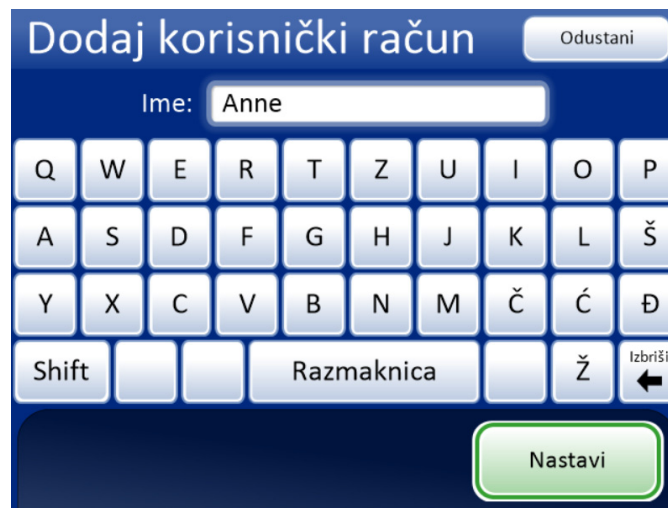 Dodaj korisnički račun
Odustani
Ime: Anne
Q W E R T Z U I O P
A S D F G H J K L Š
Y X C V B N M Č Ć Đ
Shift Razmaknica Ž Izbriši
Nastavi